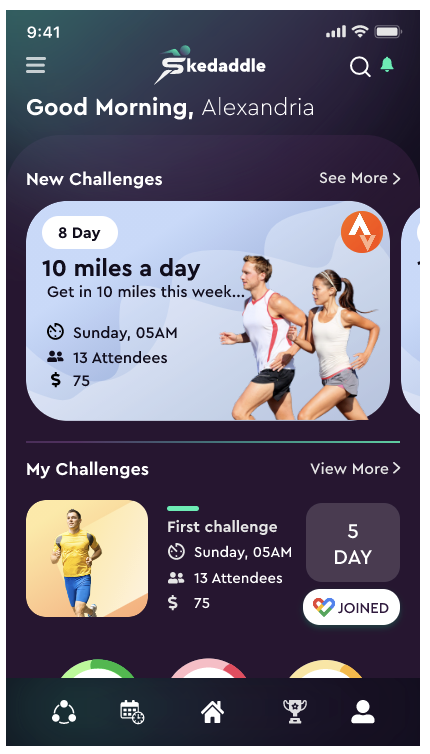 9:41
Skedaddle
Good Morning, Alexandria
New Challenges
See More >
8 Day
10 miles a day
Get in 10 miles this week...
Sunday, 05AM
13 Attendees
$ 75
My Challenges
View More >
First challenge
Sunday, 05AM
13 Attendees
$ 75
5
DAY
JOINED